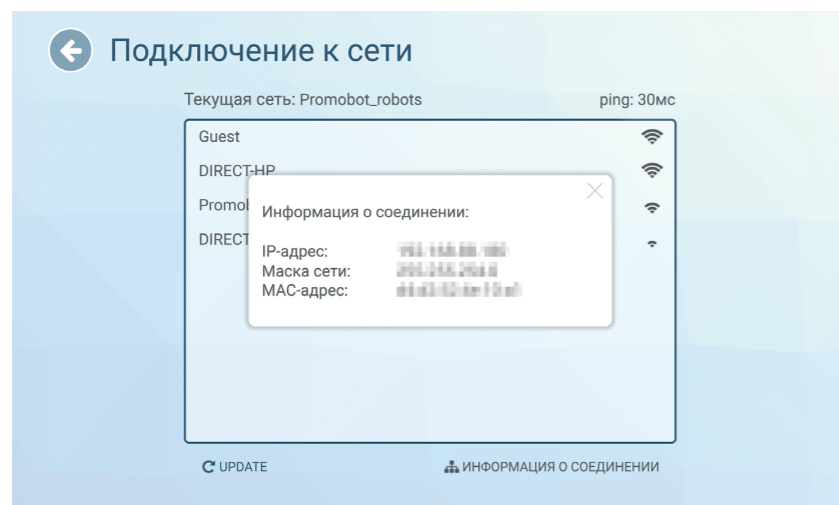 Подключение к сети
Текущая сеть: Promobot_robots ping: 30мс
Guest
DIRECT-HP
Promob
DIRECT
Информация о соединении:
IP-адрес:
Маска сети:
MAC-адрес:
UPDATE ИНФОРМАЦИЯ О СОЕДИНЕНИИ